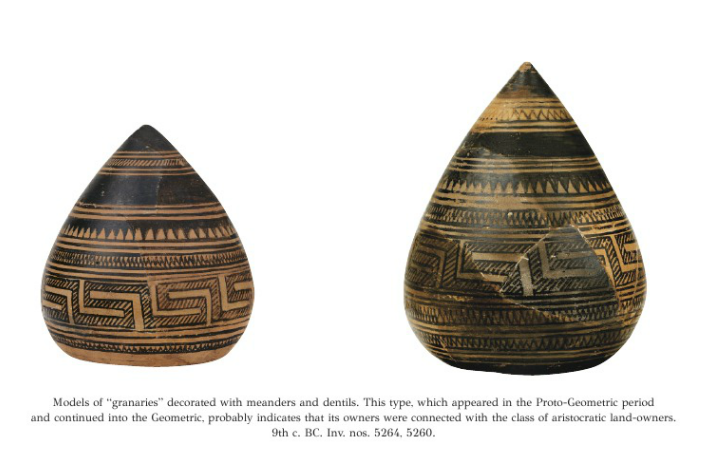 Models of “granaries” decorated with meanders and dentils. This type, which appeared in the Proto-Geometric period
and continued into the Geometric, probably indicates that its owners were connected with the class of aristocratic land-owners.
9th c. BC. Inv. nos. 5264, 5260.